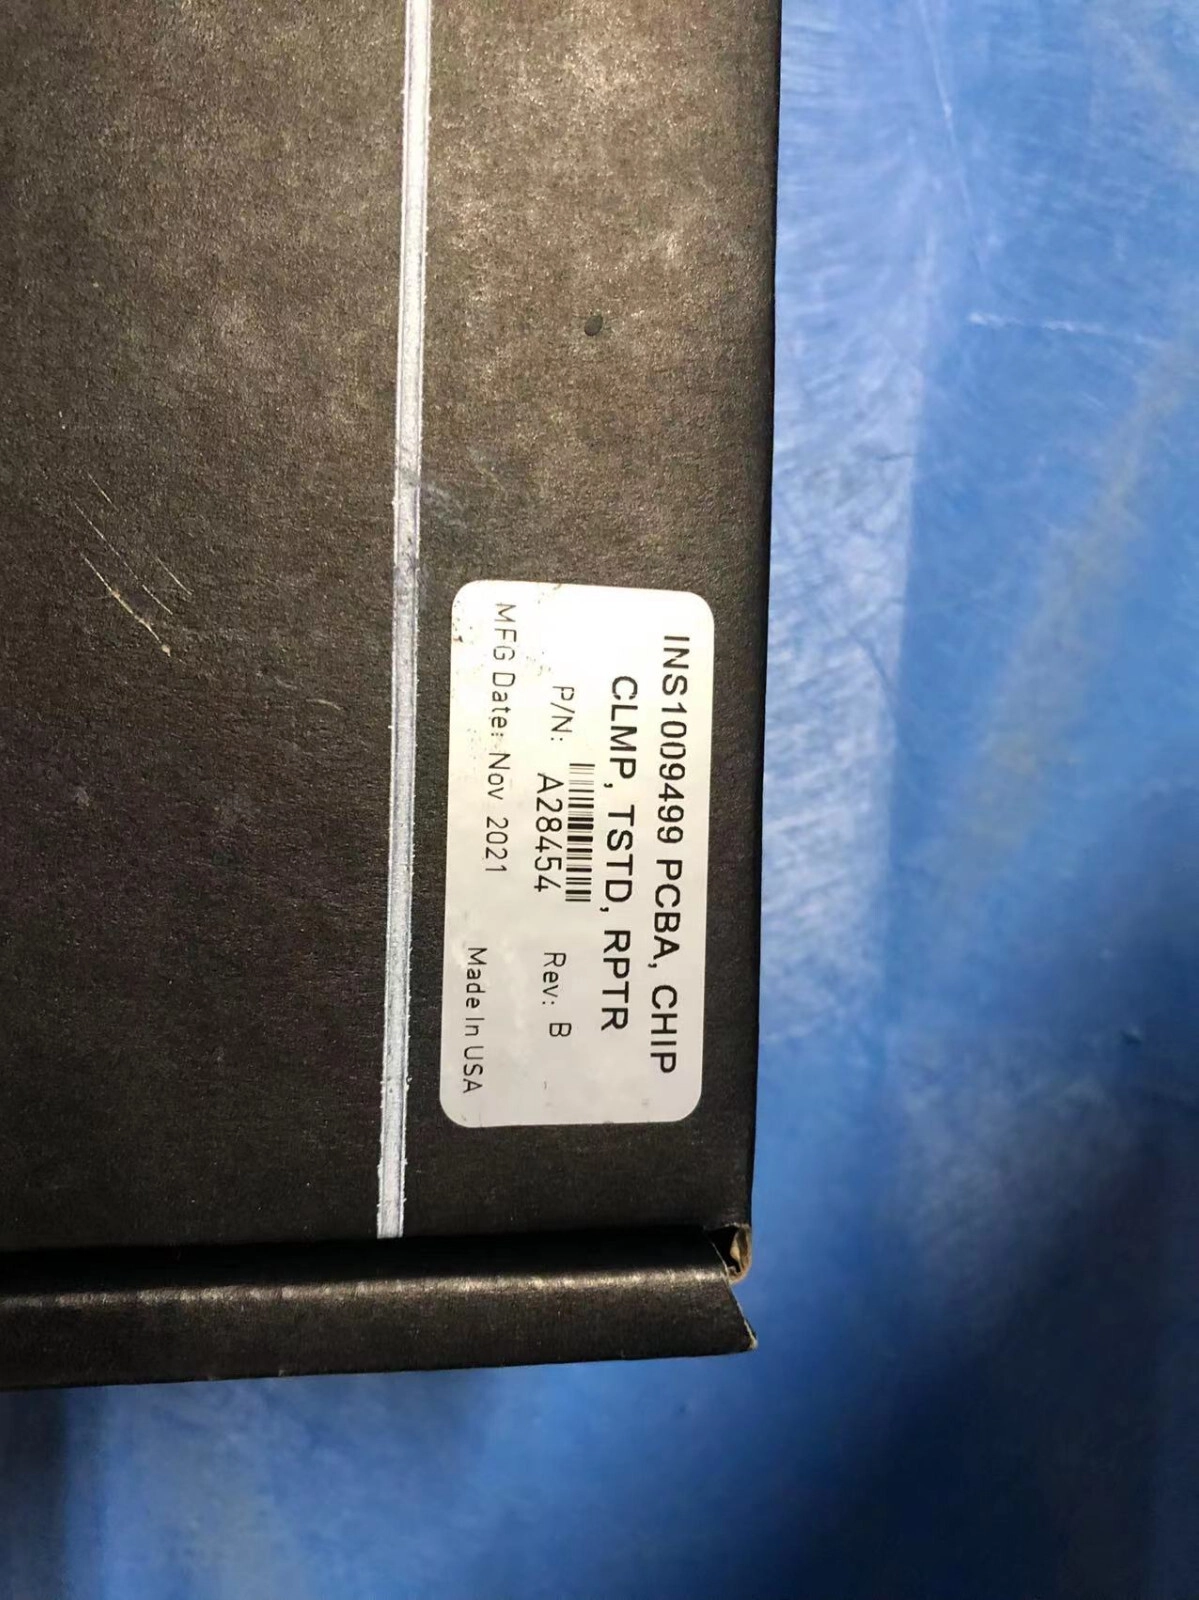 INS1009499 PCBA, CHIP
CLMP, TSTD, RPTR
P/N: A28454 Rev: B
MFG Date: Nov 2021 Made In USA